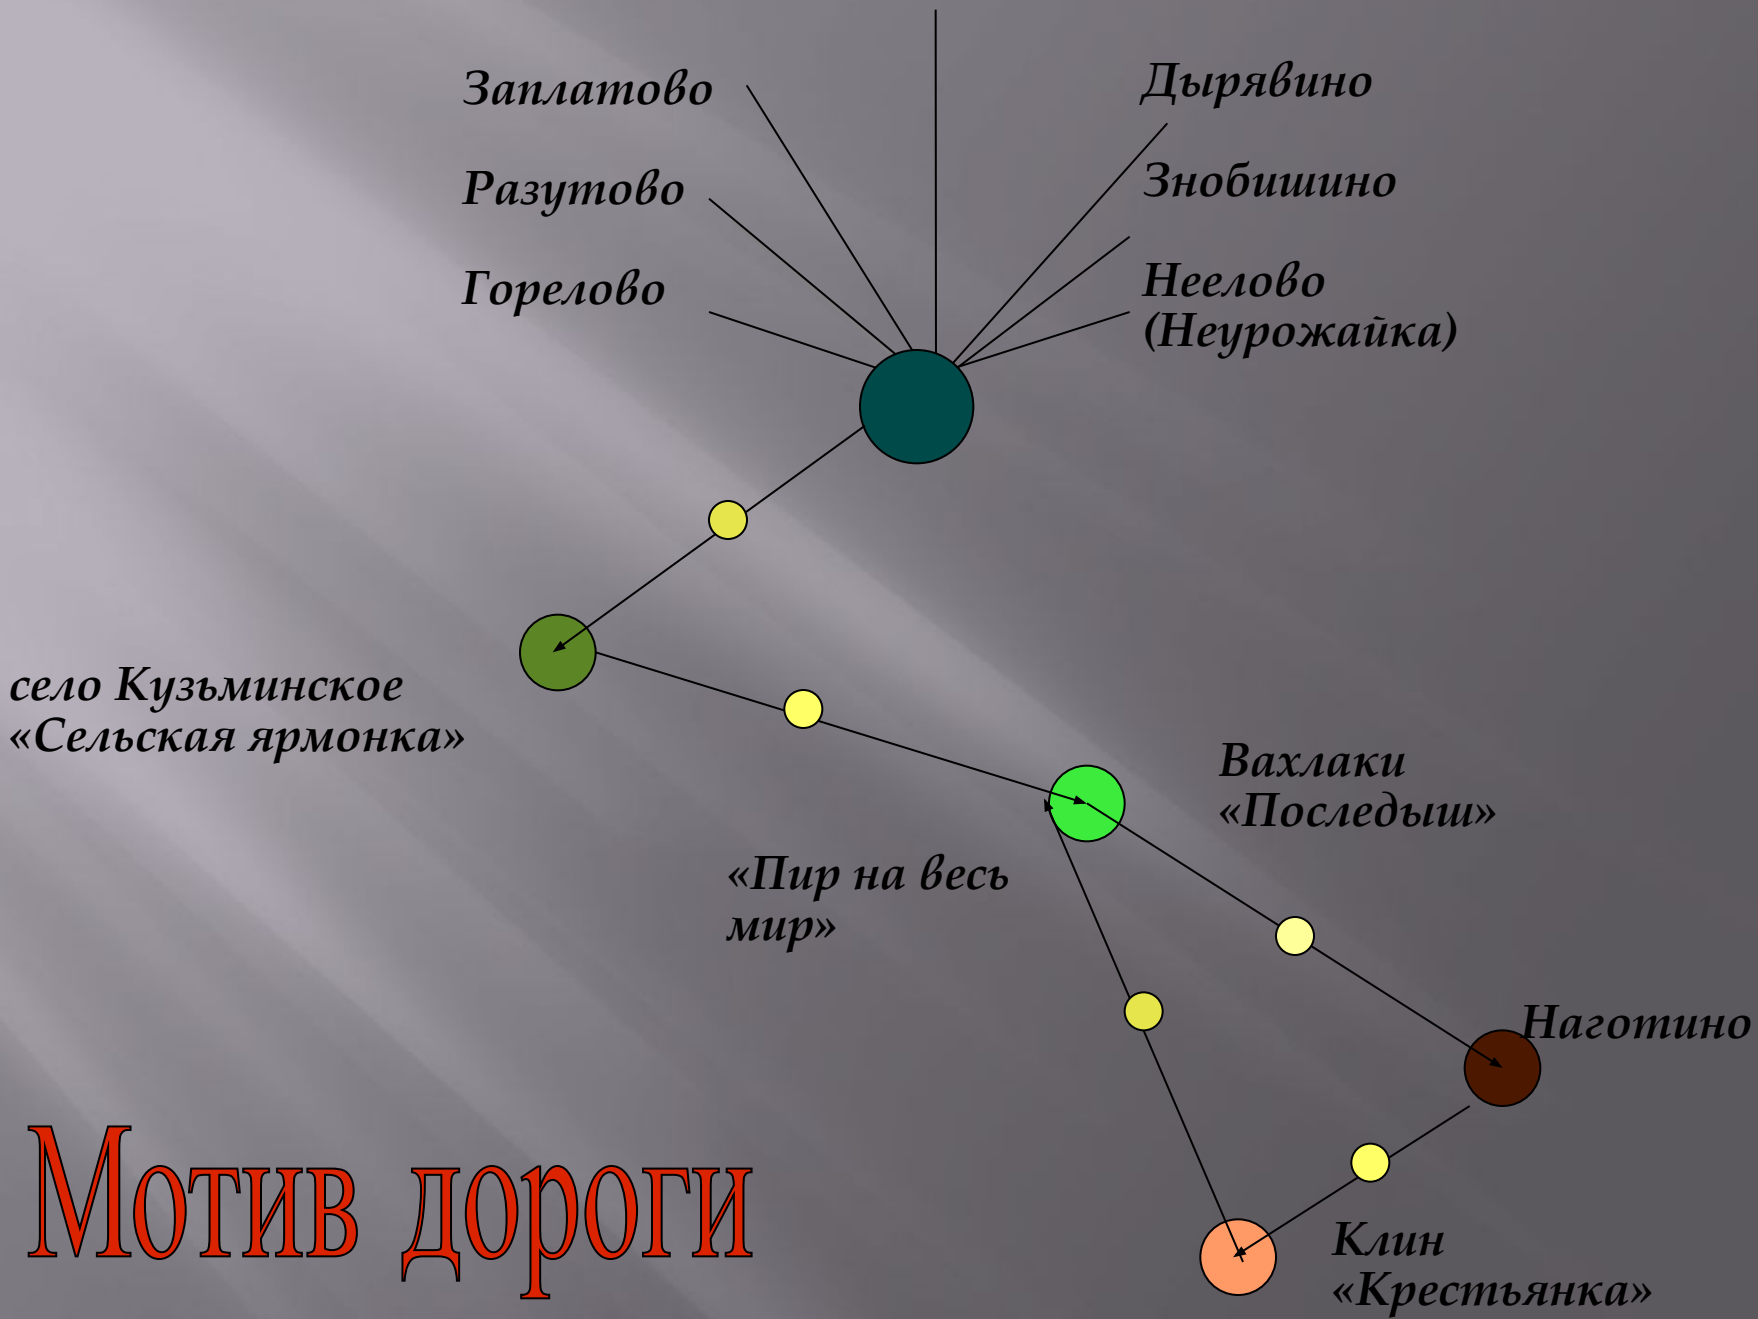 Заплатово
Разутово
Горелово
Дырявино
Знобишино
Неелово
(Неурожайка)
село Кузьминское
«Сельская ярмонка»
Вахлаки
«Последыш»
«Пир на весь
мир»
Наготино
Клин
«Крестьянка»
Мотив дороги